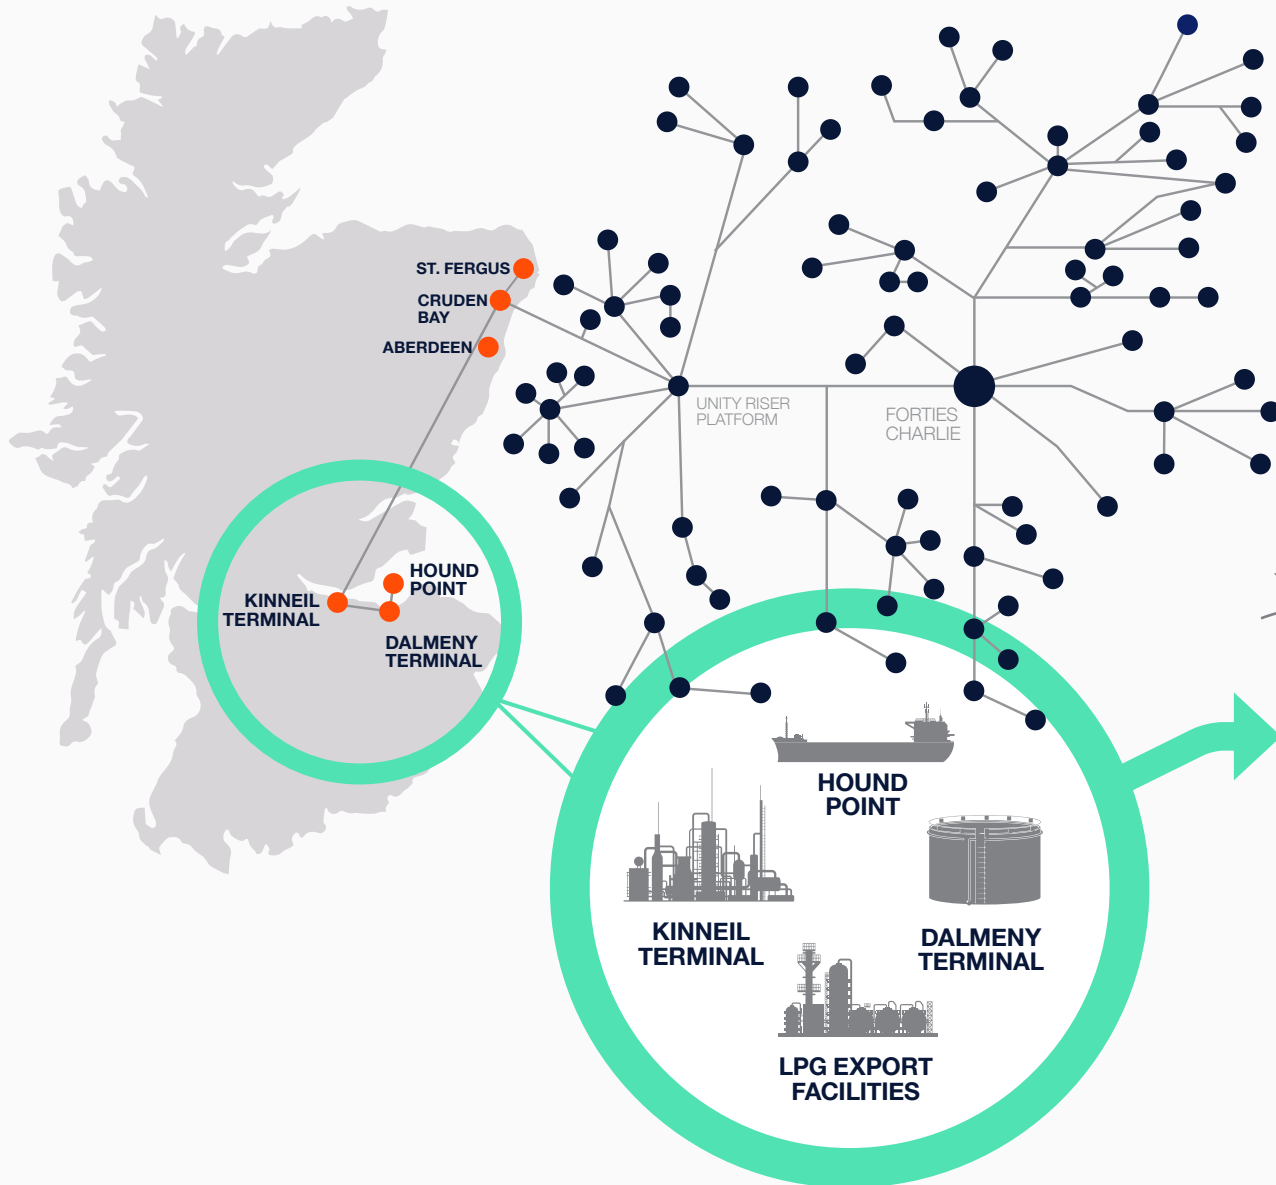 ST. FERGUS
CRUDEN
BAY
ABERDEEN
UNITY RISER
PLATFORM
FORTIES
CHARLIE
HOUND
POINT
KINNEIL
TERMINAL
DALMENY
TERMINAL
HOUND
POINT
KINNEIL
TERMINAL
DALMENY
TERMINAL
LPG EXPORT
FACILITIES